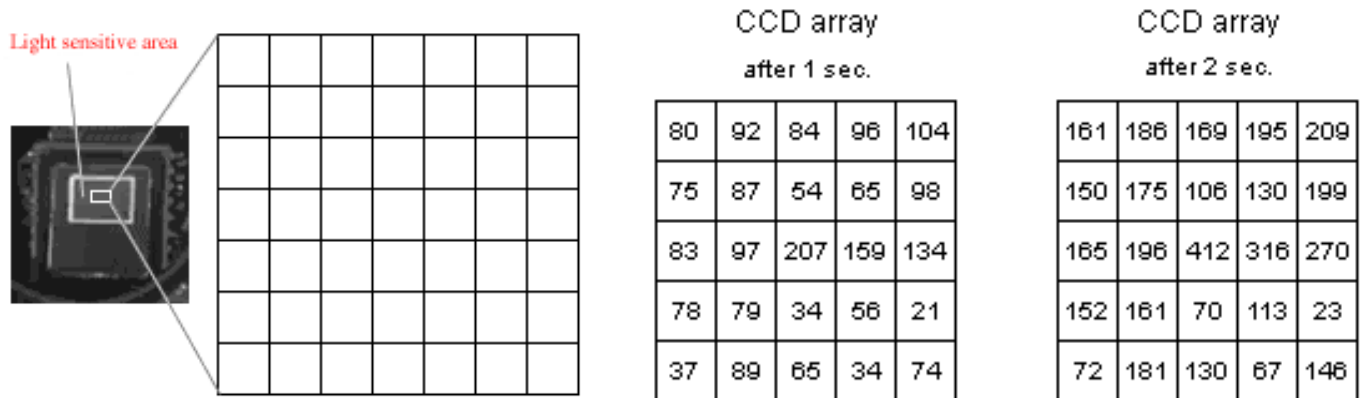 Light sensitive area
CCD array
after 1 sec.
80 92 84 96 104
75 87 54 65 98
83 97 207 159 134
78 79 34 56 21
37 89 65 34 74
CCD array
after 2 sec.
161 186 169 195 209
150 175 106 130 199
165 196 412 316 270
152 161 70 113 23
72 181 130 67 146